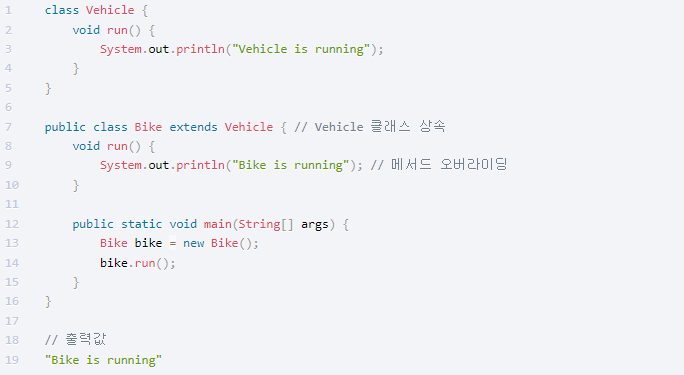 1 class Vehicle {
2     void run() {
3         System.out.println("Vehicle is running");
4     }
5 }
6
7 public class Bike extends Vehicle { // Vehicle 클래스 상속
8     void run() {
9         System.out.println("Bike is running"); // 메서드 오버라이딩
10     }
11
12     public static void main(String[] args) {
13         Bike bike = new Bike();
14         bike.run();
15     }
16 }
17
18 // 출력값
19 "Bike is running"